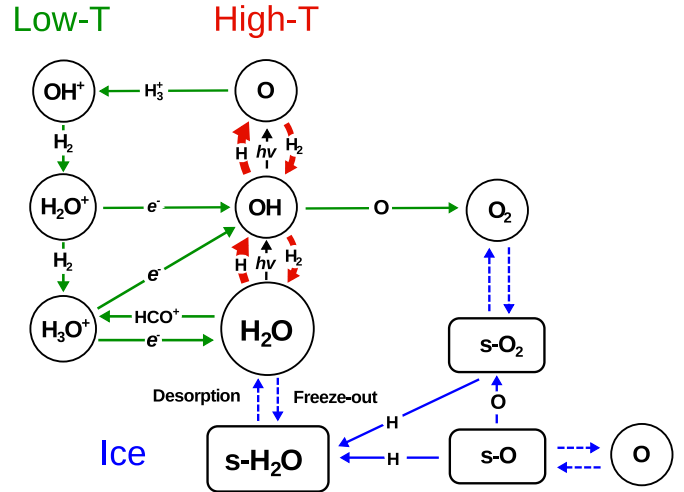 Low-T High-T
OH⁺ H₃⁺ O
H₂ H hν H₂
H₂O⁺ e⁻ OH O O₂
H₂ e⁻ H hν H₂
H₃O⁺ HCO⁺ e⁻ H₂O s-O₂
Desorption Freeze-out O
H
Ice s-H₂O H s-O O